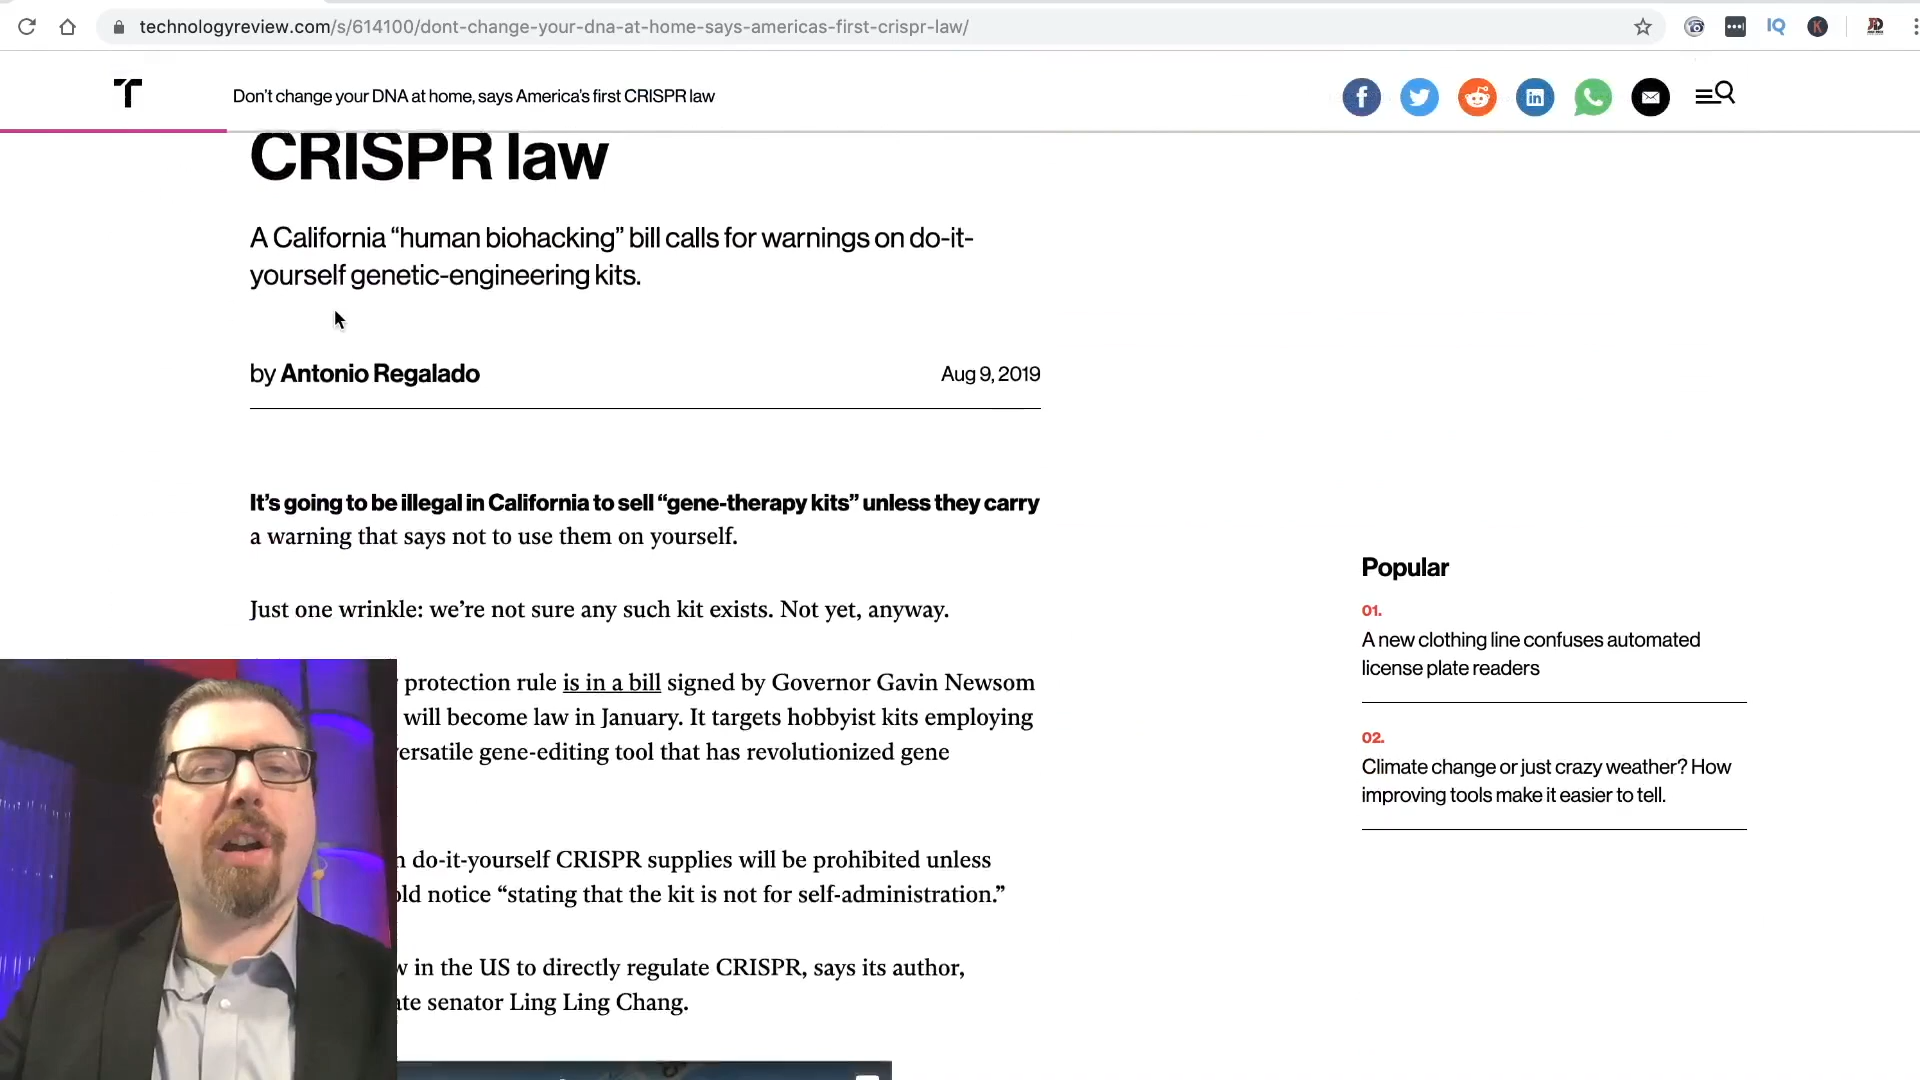 technologyreview.com/s/614100/dont-change-your-dna-at-home-says-americas-first-crispr-law/
IQ
K
T
Don't change your DNA at home, says America's first CRISPR law
f
in
CRISPR law
A California “human biohacking” bill calls for warnings on do-it-
yourself genetic-engineering kits.
by Antonio Regalado
Aug 9, 2019
It’s going to be illegal in California to sell “gene-therapy kits” unless they carry
a warning that says not to use them on yourself.
Just one wrinkle: we’re not sure any such kit exists. Not yet, anyway.
protection rule is in a bill signed by Governor Gavin Newsom
will become law in January. It targets hobbyist kits employing
ersatile gene-editing tool that has revolutionized gene
n do-it-yourself CRISPR supplies will be prohibited unless
old notice “stating that the kit is not for self-administration.”
w in the US to directly regulate CRISPR, says its author,
ate senator Ling Ling Chang.
Popular
01.
A new clothing line confuses automated
license plate readers
02.
Climate change or just crazy weather? How
improving tools make it easier to tell.